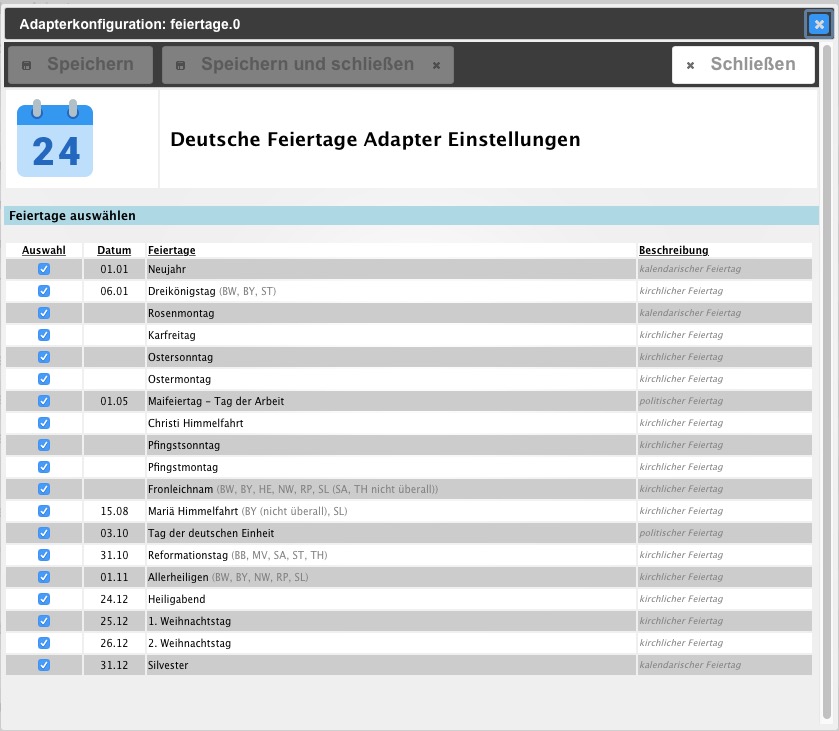 Adapterkonfiguration: feiertage.0
Speichern Speichern und schließen Schließen
24
Deutsche Feiertage Adapter Einstellungen
Feiertage auswählen
Auswahl Datum Feiertage Beschreibung
01.01 Neujahr kalendarischer Feiertag
06.01 Dreikönigstag (BW, BY, ST) kirchlicher Feiertag
Rosenmontag kalendarischer Feiertag
Karfreitag kirchlicher Feiertag
Ostersonntag kirchlicher Feiertag
Ostermontag kirchlicher Feiertag
01.05 Maifeiertag - Tag der Arbeit politischer Feiertag
Christi Himmelfahrt kirchlicher Feiertag
Pfingstsonntag kirchlicher Feiertag
Pfingstmontag kirchlicher Feiertag
Fronleichnam (BW, BY, HE, NW, RP, SL (SA, TH nicht überall)) kirchlicher Feiertag
15.08 Mariä Himmelfahrt (BY (nicht überall), SL) kirchlicher Feiertag
03.10 Tag der deutschen Einheit politischer Feiertag
31.10 Reformationstag (BB, MV, SA, ST, TH) kirchlicher Feiertag
01.11 Allerheiligen (BW, BY, NW, RP, SL) kirchlicher Feiertag
24.12 Heiligabend kirchlicher Feiertag
25.12 1. Weihnachtstag kirchlicher Feiertag
26.12 2. Weihnachtstag kirchlicher Feiertag
31.12 Silvester kalendarischer Feiertag